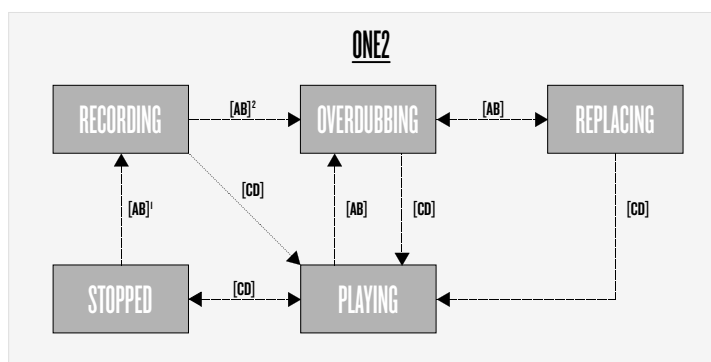 ONE2
RECORDING
[AB]²
OVERDUBBING
[AB]
REPLACING
[AB]¹
[CD]
[AB]
[CD]
[CD]
STOPPED
[CD]
PLAYING